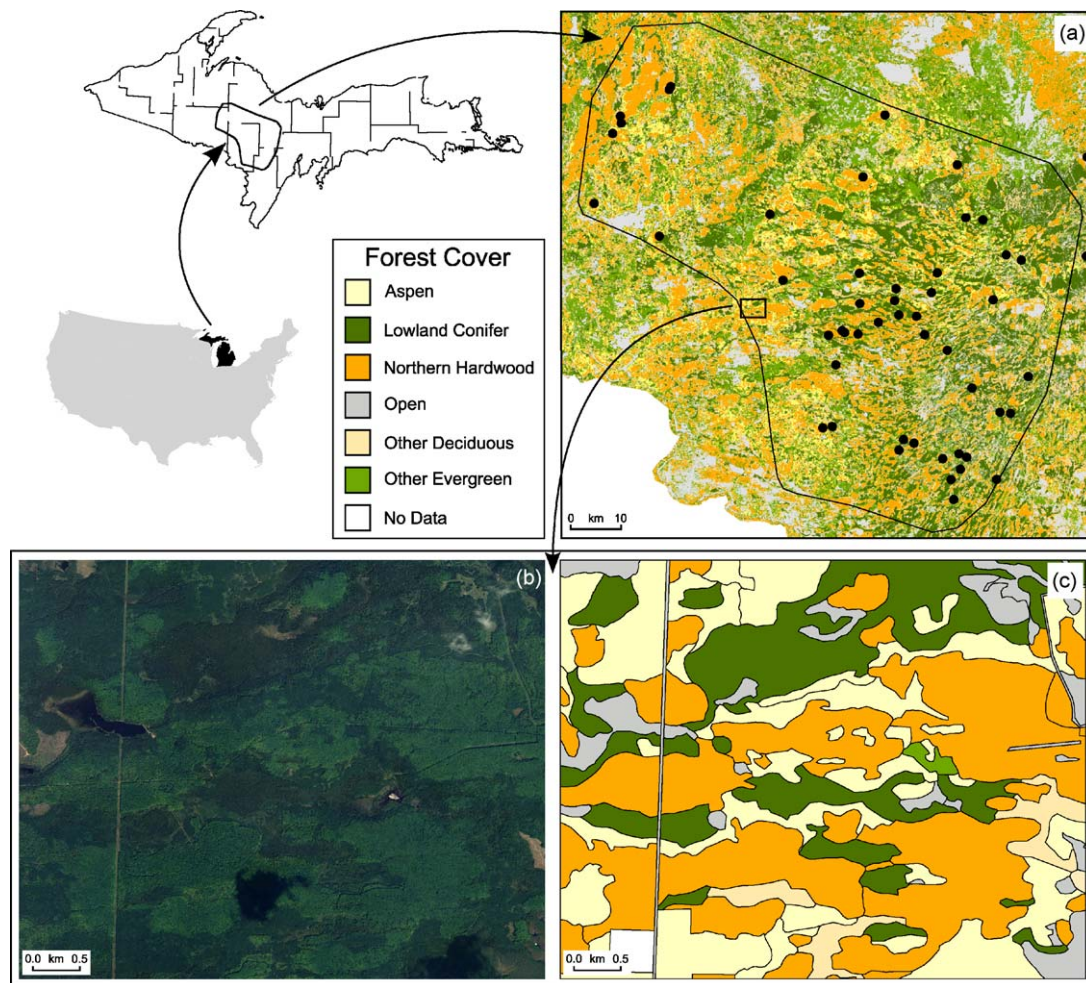 (a)
Forest Cover
Aspen
Lowland Conifer
Northern Hardwood
Open
Other Deciduous
Other Evergreen
No Data
0 km 10
(b)
(c)
0.0 km 0.5
0.0 km 0.5